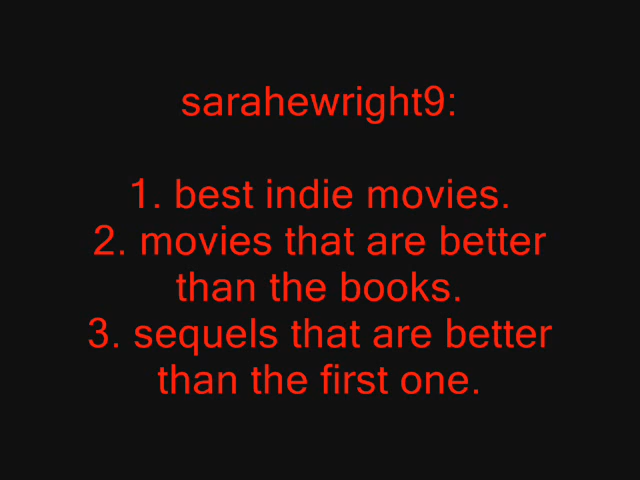 sarahewright9:
1. best indie movies.
2. movies that are better
than the books.
3. sequels that are better
than the first one.